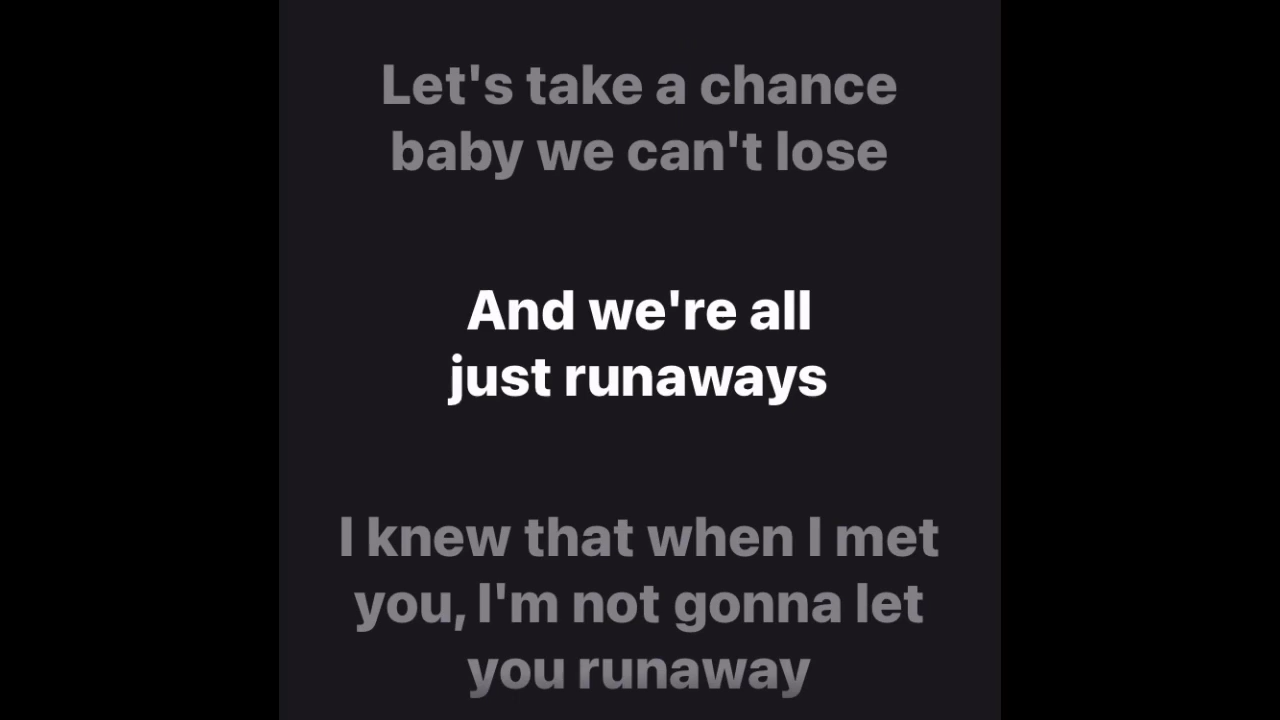 Let's take a chance
baby we can't lose
And we're all
just runaways
I knew that when I met
you, I'm not gonna let
you runaway